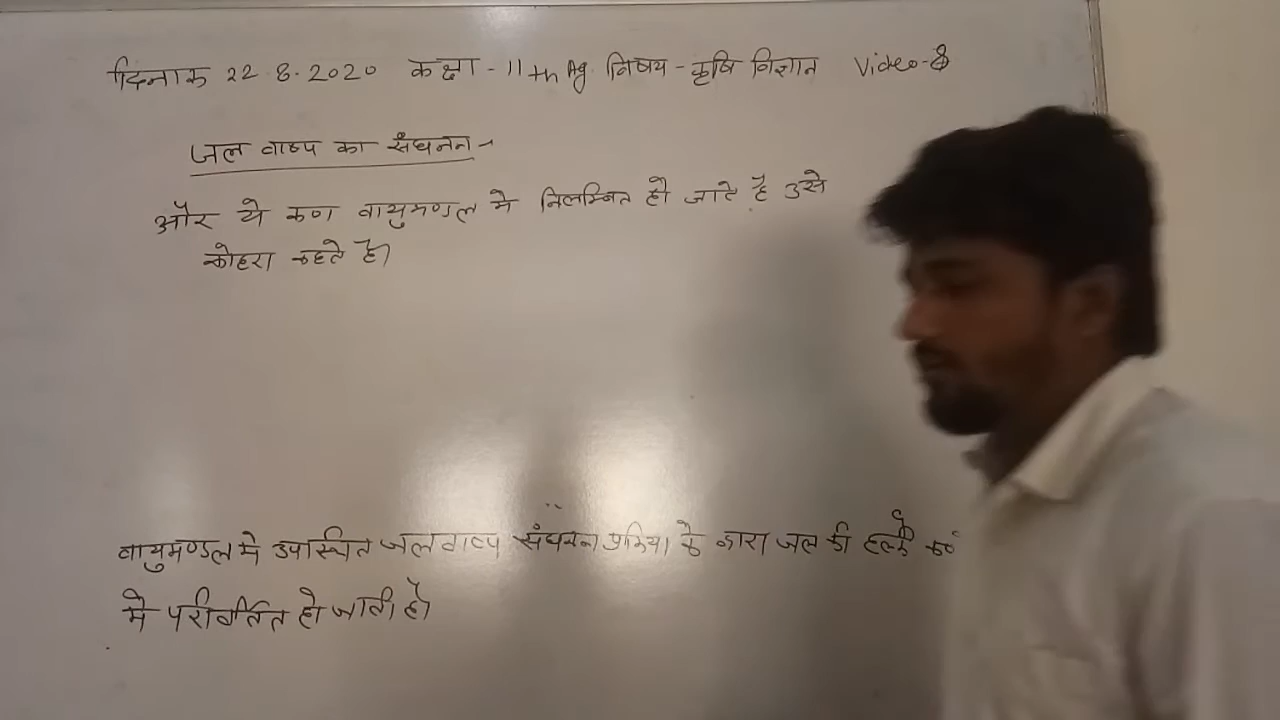 दिनाक 22.8.2020 कक्षा - 11th Ag. विषय - कृषि विज्ञान Video-8
जल वाष्प का संघनन -
और ये कण वायुमण्डल मे निलम्बित हो जाते है उसे
कोहरा कहते है।
वायुमण्डल मे उपस्थित जलवाष्प संघनन प्रकिया के द्वारा जल की हल्के
मे परीवर्तित हो जाती है।